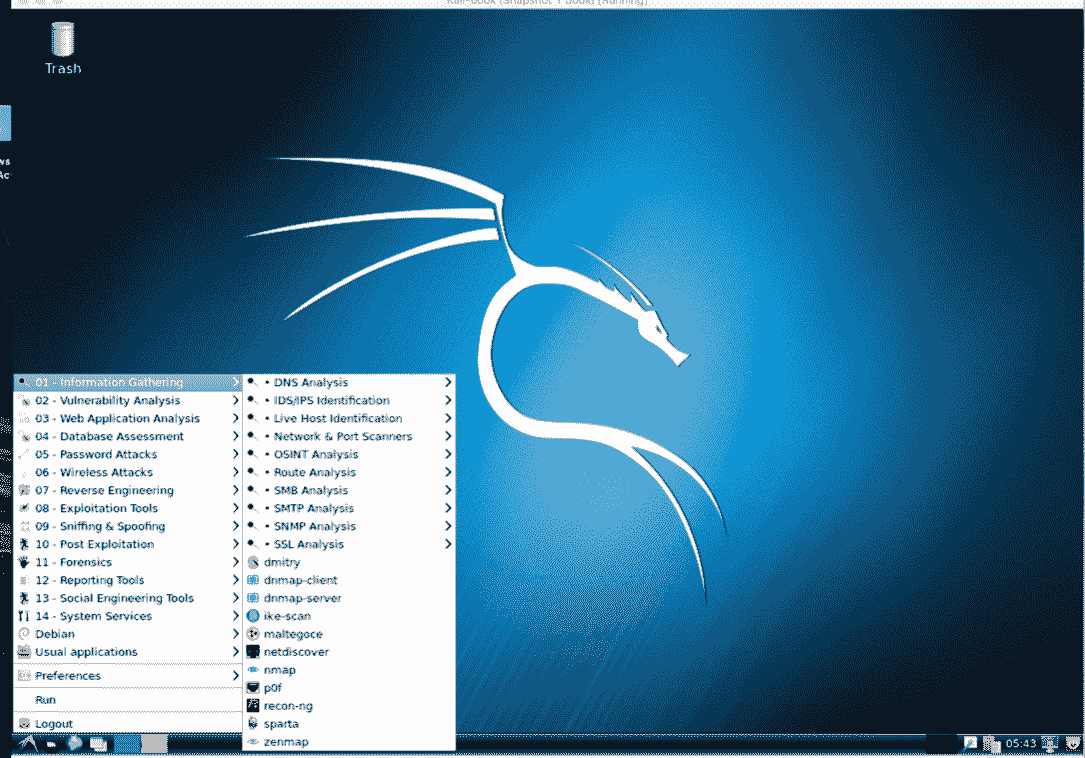 Kali-Book (Snapshot 1 book) [Running]
Trash
ws
Ac
01 - Information Gathering
02 - Vulnerability Analysis
03 - Web Application Analysis
04 - Database Assessment
05 - Password Attacks
06 - Wireless Attacks
07 - Reverse Engineering
08 - Exploitation Tools
09 - Sniffing & Spoofing
10 - Post Exploitation
11 - Forensics
12 - Reporting Tools
13 - Social Engineering Tools
14 - System Services
Debian
Usual applications
Preferences
Run
Logout
• DNS Analysis
• IDS/IPS Identification
• Live Host Identification
• Network & Port Scanners
• OSINT Analysis
• Route Analysis
• SMB Analysis
• SMTP Analysis
• SNMP Analysis
• SSL Analysis
dmitry
dnmap-client
dnmap-server
ike-scan
maltegoce
netdiscover
nmap
p0f
recon-ng
sparta
zenmap
05:43